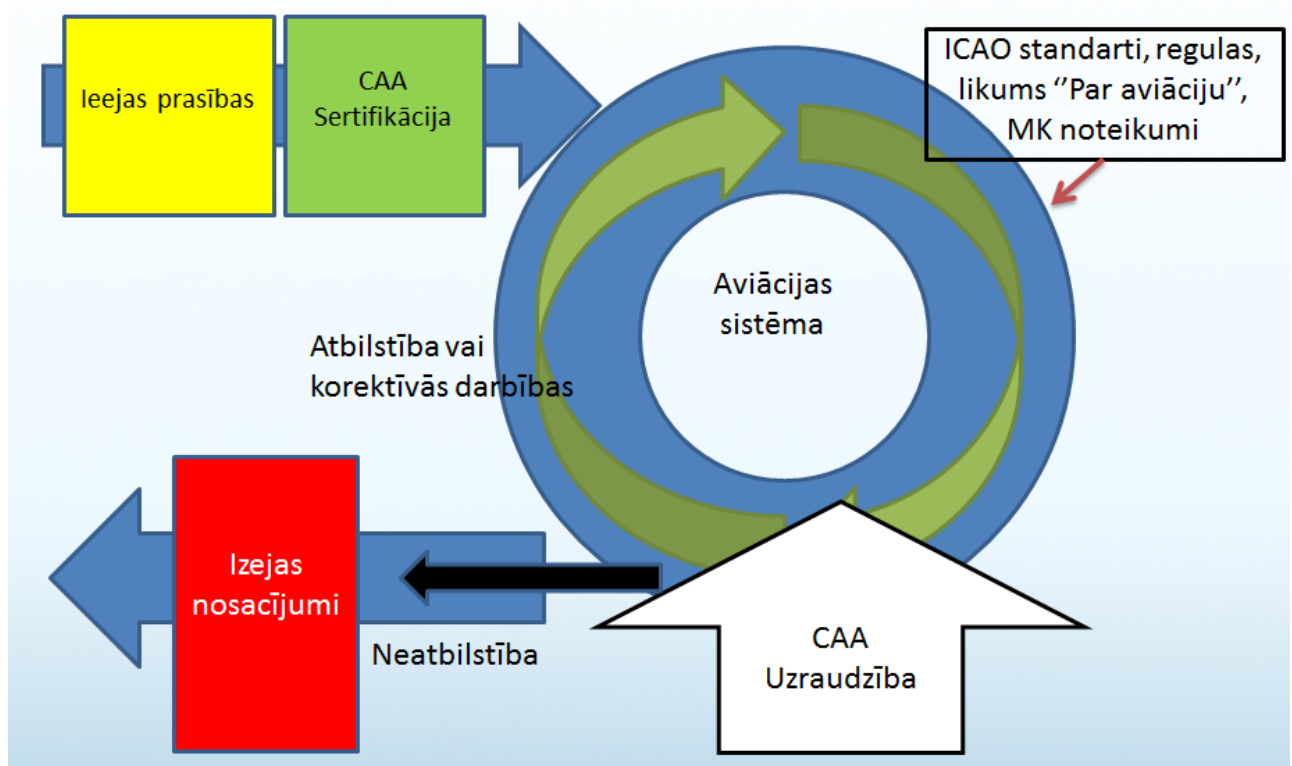 Ieejas prasības
CAA
Sertifikācija
ICAO standarti, regulas,
likums ‘’Par aviāciju’’,
MK noteikumi
Aviācijas
sistēma
Atbilstība vai
korektīvās darbības
Izejas
nosacījumi
Neatbilstība
CAA
Uzraudzība